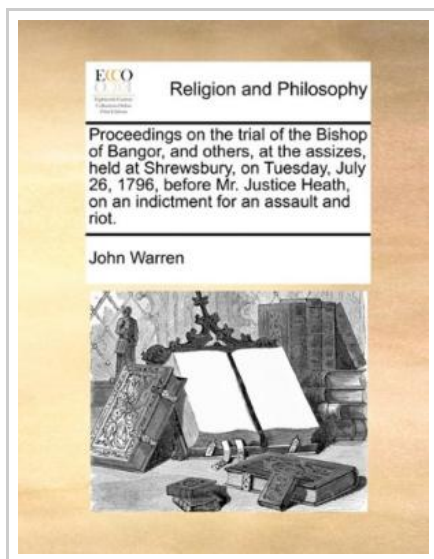 ECCO
Religion and Philosophy
Proceedings on the trial of the Bishop
of Bangor, and others, at the assizes,
held at Shrewsbury, on Tuesday, July
26, 1796, before Mr. Justice Heath,
on an indictment for an assault and
riot.
John Warren